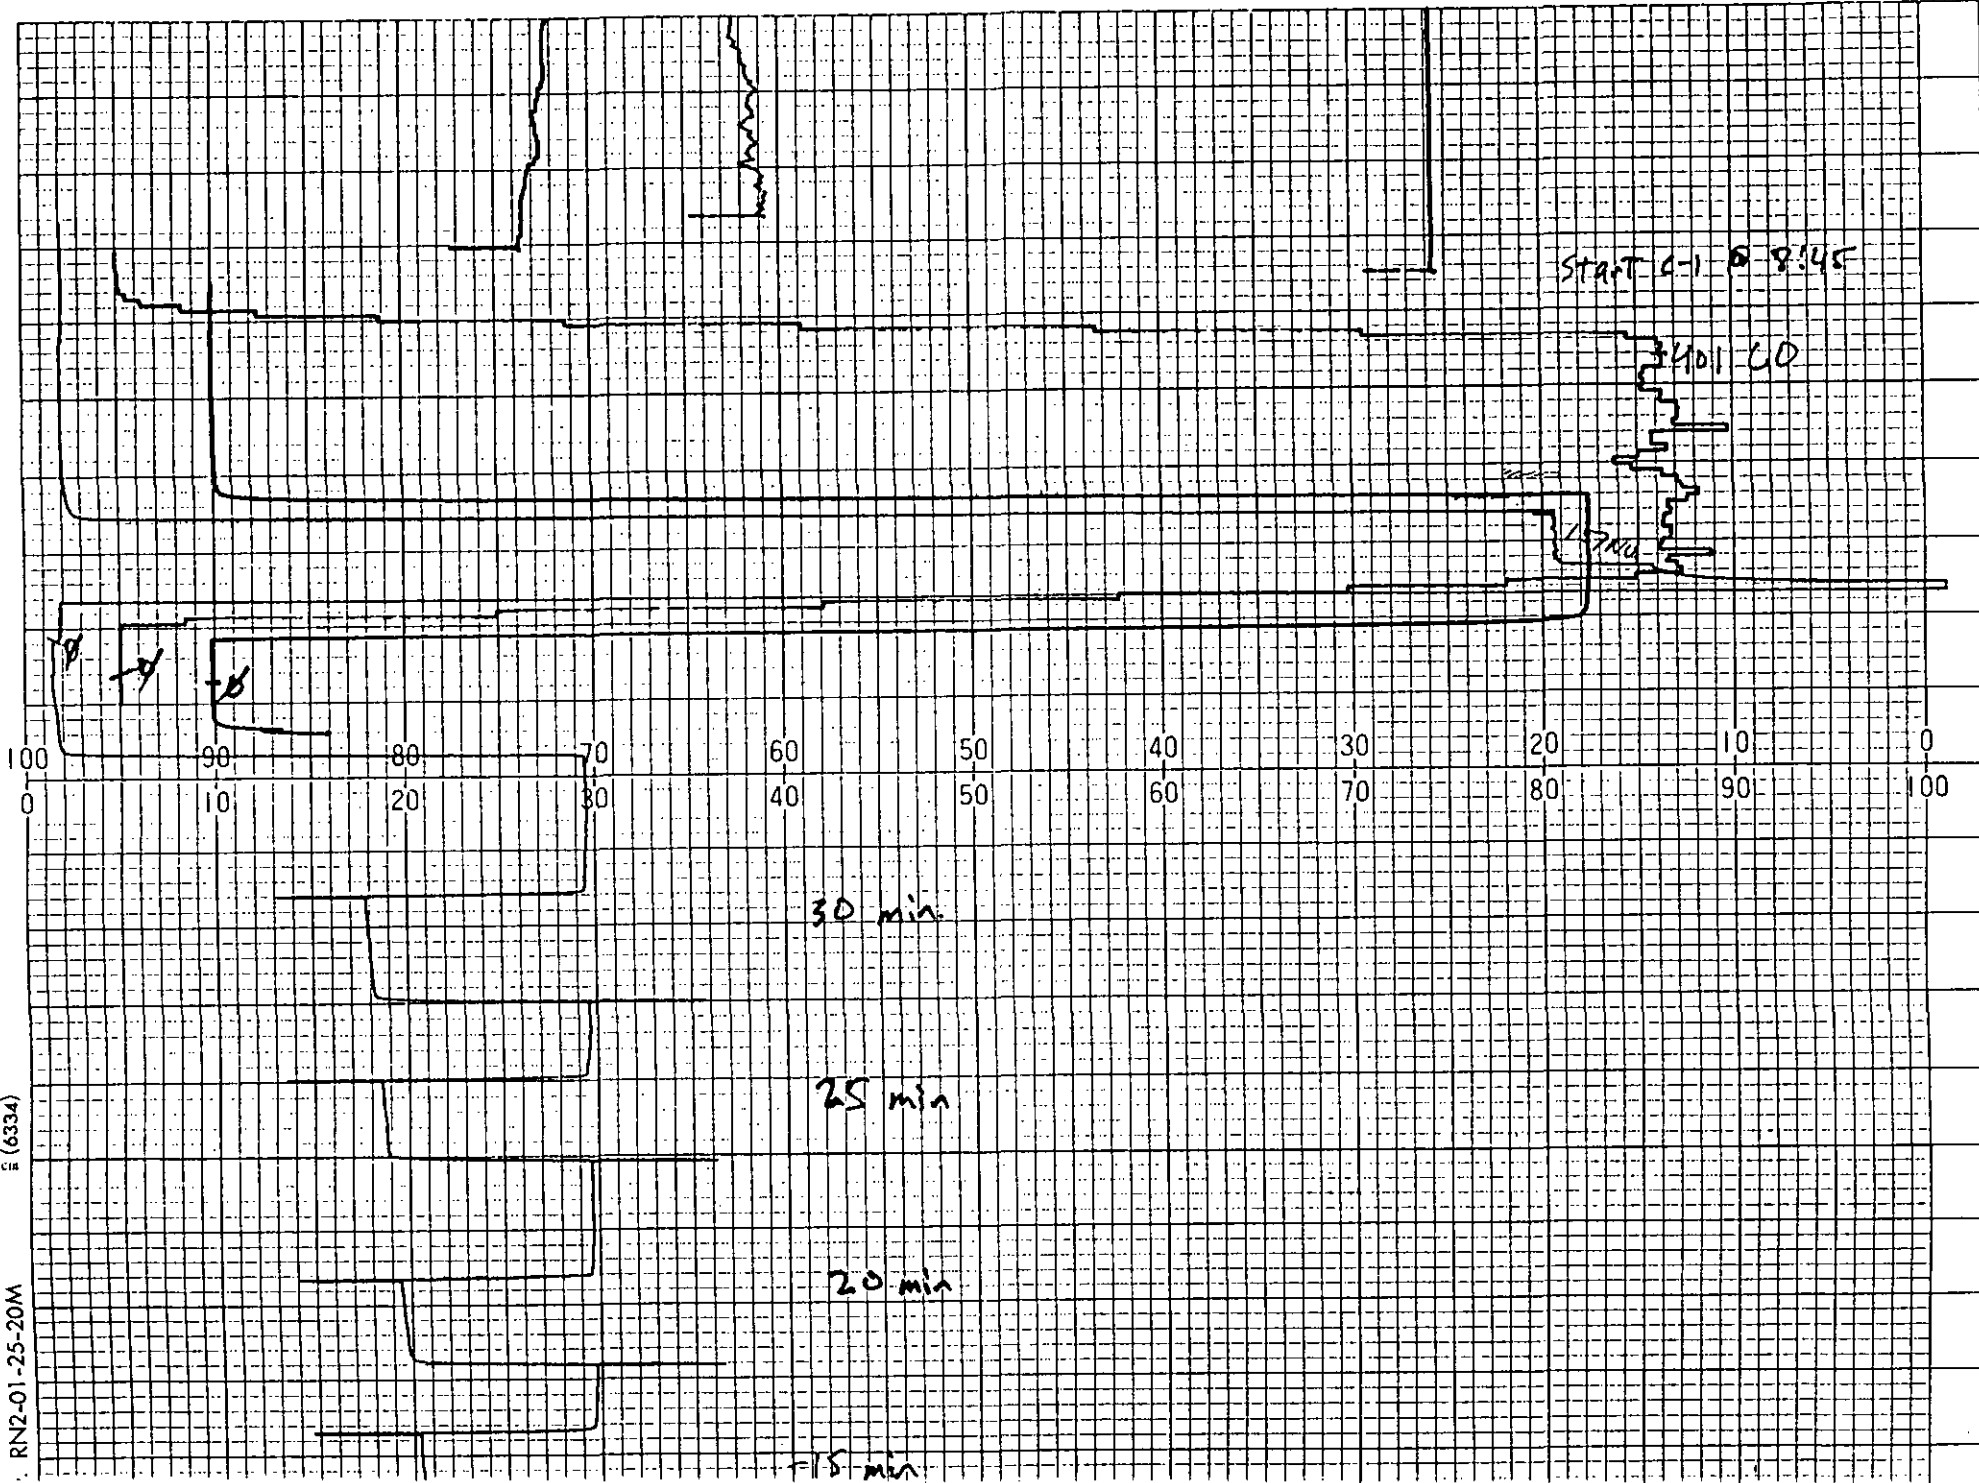 Start C-1 @ 8:45
401 CO
Ø
Ø
Ø
100 90 80 70 60 50 40 30 20 10 0
0 10 20 30 40 50 60 70 80 90 100
30 min.
25 min
20 min
15 min
(6334)
RN2-01-25-20M